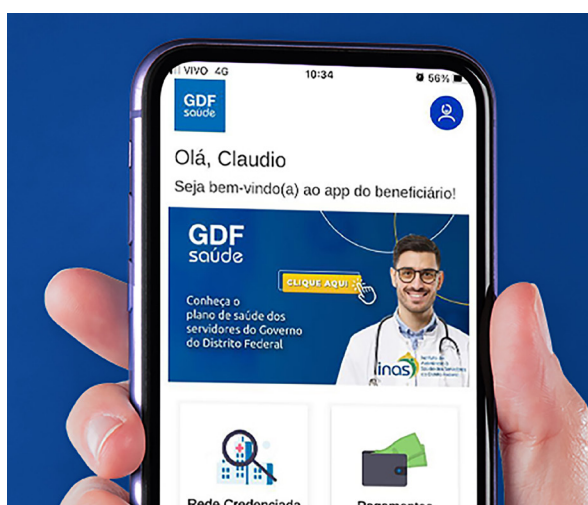 VIVO 4G 10:34 56%
GDF
saúde
Olá, Claudio
Seja bem-vindo(a) ao app do beneficiário!
GDF
saúde
CLIQUE AQUI
Conheça o
plano de saúde dos
servidores do Governo
do Distrito Federal
inas
Rede Credenciada
Pagamentos